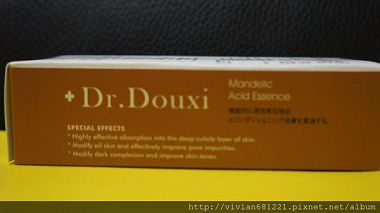 Dr.Douxi
Mandelic
Acid Essence
SPECIAL EFFECTS
* Highly effective absorption into the deep cuticle layer of skin.
* Modify oil skin and effectively improve pore impurities.
* Modify dark complexion and improve skin tones.
http://vivian681221.pixnet.net/album